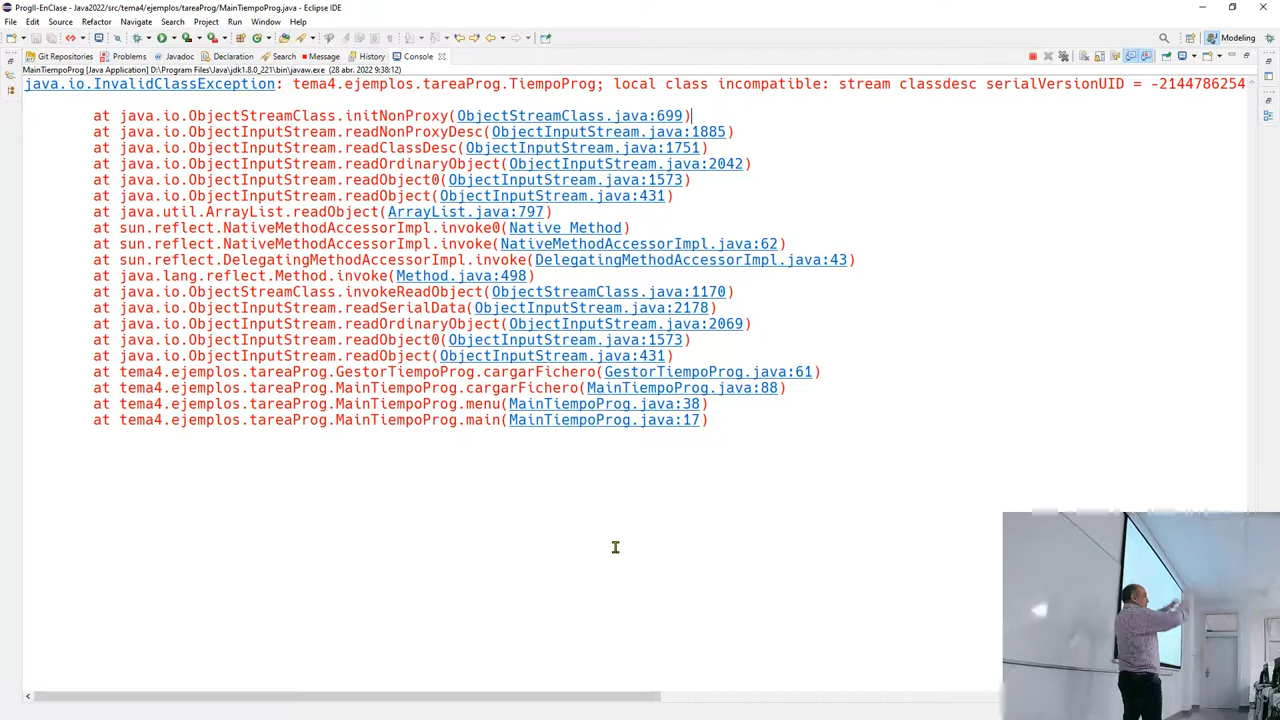 ProgII-EnClase - Java2022/src/tema4/ejemplos/tareaProg/MainTiempoProg.java - Eclipse IDE
File Edit Source Refactor Navigate Search Project Run Window Help
Modeling
Git Repositories Problems Javadoc Declaration Search Message History Console
MainTiempoProg [Java Application] D:\Program Files\Java\jdk1.8.0_221\bin\javaw.exe (28 abr. 2022 9:38:12)
java.io.InvalidClassException: tema4.ejemplos.tareaProg.TiempoProg; local class incompatible: stream classdesc serialVersionUID = -2144786254
at java.io.ObjectStreamClass.initNonProxy(ObjectStreamClass.java:699)
at java.io.ObjectInputStream.readNonProxyDesc(ObjectInputStream.java:1885)
at java.io.ObjectInputStream.readClassDesc(ObjectInputStream.java:1751)
at java.io.ObjectInputStream.readOrdinaryObject(ObjectInputStream.java:2042)
at java.io.ObjectInputStream.readObject0(ObjectInputStream.java:1573)
at java.io.ObjectInputStream.readObject(ObjectInputStream.java:431)
at java.util.ArrayList.readObject(ArrayList.java:797)
at sun.reflect.NativeMethodAccessorImpl.invoke0(Native Method)
at sun.reflect.NativeMethodAccessorImpl.invoke(NativeMethodAccessorImpl.java:62)
at sun.reflect.DelegatingMethodAccessorImpl.invoke(DelegatingMethodAccessorImpl.java:43)
at java.lang.reflect.Method.invoke(Method.java:498)
at java.io.ObjectStreamClass.invokeReadObject(ObjectStreamClass.java:1170)
at java.io.ObjectInputStream.readSerialData(ObjectInputStream.java:2178)
at java.io.ObjectInputStream.readOrdinaryObject(ObjectInputStream.java:2069)
at java.io.ObjectInputStream.readObject0(ObjectInputStream.java:1573)
at java.io.ObjectInputStream.readObject(ObjectInputStream.java:431)
at tema4.ejemplos.tareaProg.GestorTiempoProg.cargarFichero(GestorTiempoProg.java:61)
at tema4.ejemplos.tareaProg.MainTiempoProg.cargarFichero(MainTiempoProg.java:88)
at tema4.ejemplos.tareaProg.MainTiempoProg.menu(MainTiempoProg.java:38)
at tema4.ejemplos.tareaProg.MainTiempoProg.main(MainTiempoProg.java:17)